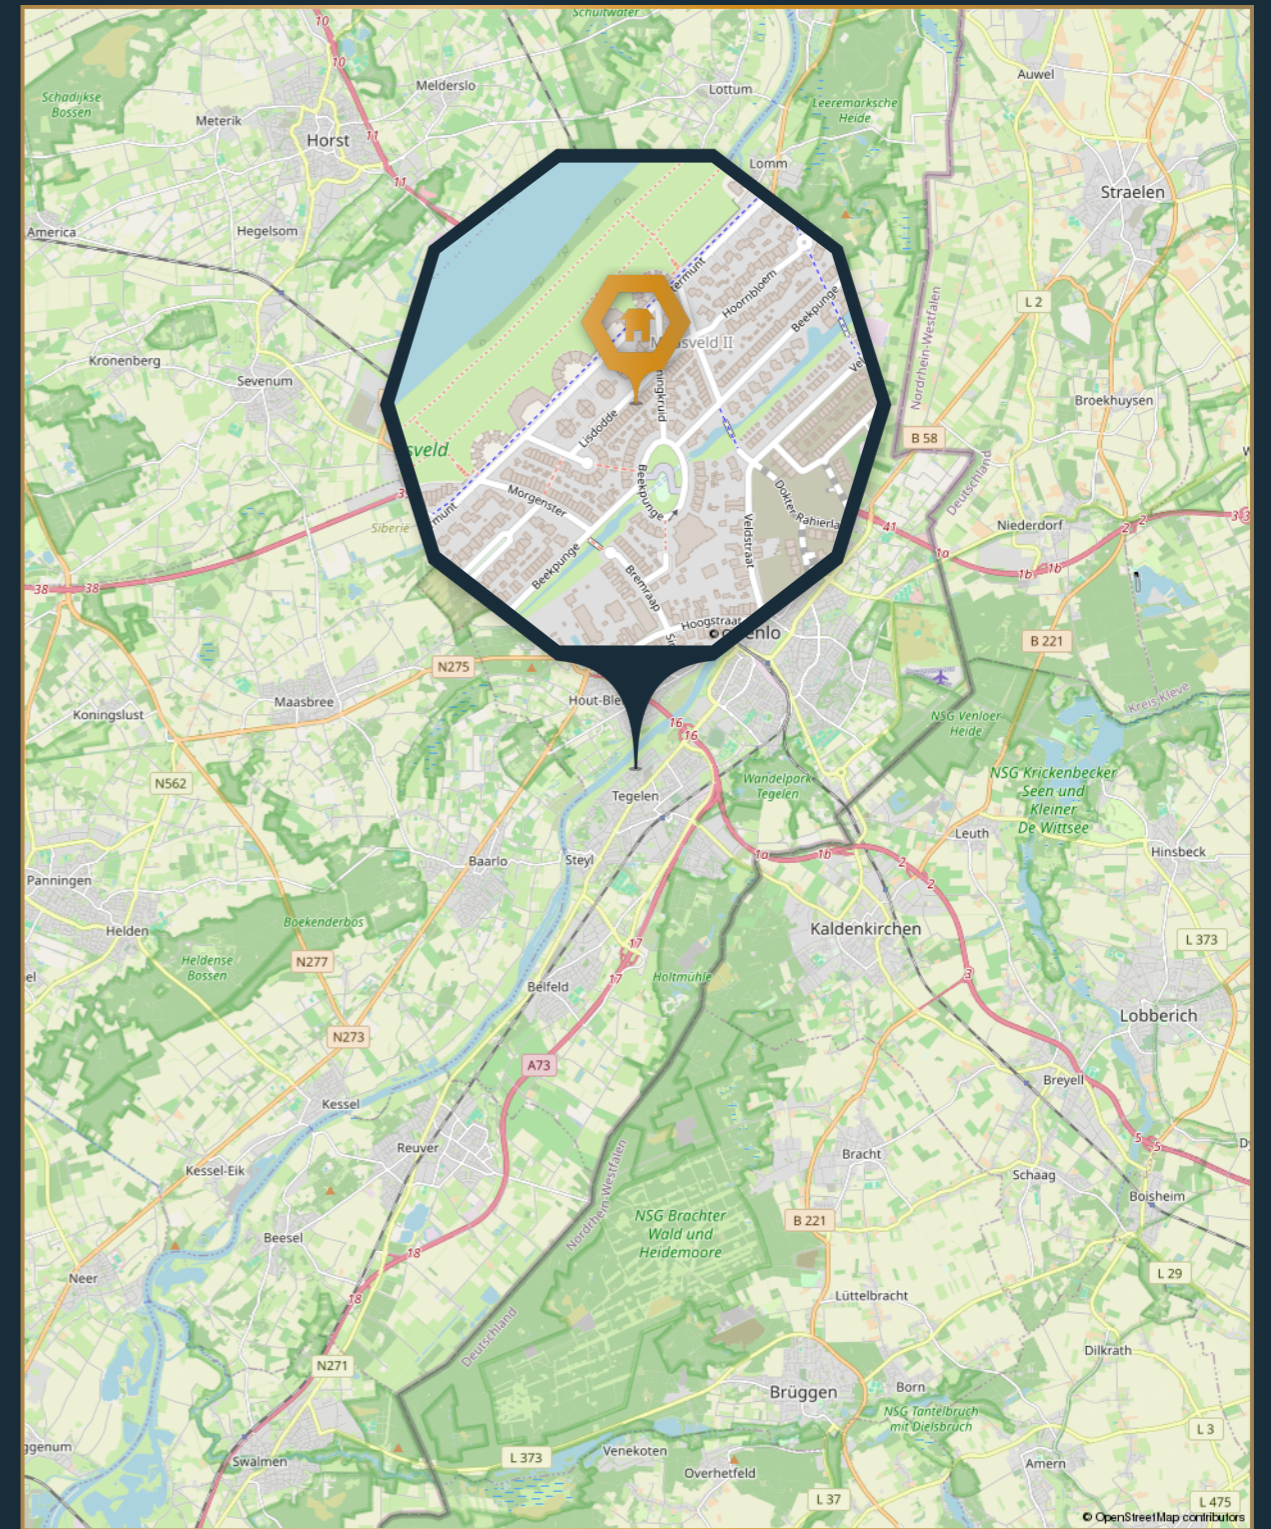 Schuitwater
10
Auwel
10
Melderslo
Lottum
Schadijkse
Bossen
Leeremarksche
Heide
Meterik
11
Horst
Lomm
11
Straelen
America
Hegelsom
L 2
Hoornbloem
Beekpunge
Kronenberg
Sevenum
Nordrhein-Westfalen
Broekhuysen
Lisdodde
B 58
Deutschland
Beekpunge
Morgenster
Dokter Rahierla
Siberië
Veldstraat
41
Niederdorf
2
2
1a
1b
1b
38
38
Beekpunge
Bremraap
Hoogstraat
B 221
N275
Maasbree
Koningslust
Kreis Kleve
NSG Venloer
Heide
16
16
N562
Tegelen
Wandelpark
Tegelen
NSG Krickenbecker
Seen und
Kleiner
De Wittsee
Leuth
Hinsbeck
Baarlo
Steyl
1a
1b
2
2
Panningen
Boekenderbos
Helden
Kaldenkirchen
L 373
Heldense
Bossen
N277
17
17
Holtmühle
Belfeld
3
Lobberich
N273
A73
Breyell
Kessel
Reuver
5
5
Bracht
Kessel-Eik
Schaag
Boisheim
Nordrhein-Westfalen
NSG Brachter
Wald und
Heidemoore
B 221
Beesel
18
Neer
L 29
18
Lüttelbracht
Deutschland
Dilkrath
N271
Brüggen
Born
NSG Tantelbruch
mit Dielsbruch
L 3
ggenum
Swalmen
L 373
Venekoten
Overhetfeld
Amern
L 37
L 475
© OpenStreetMap contributors